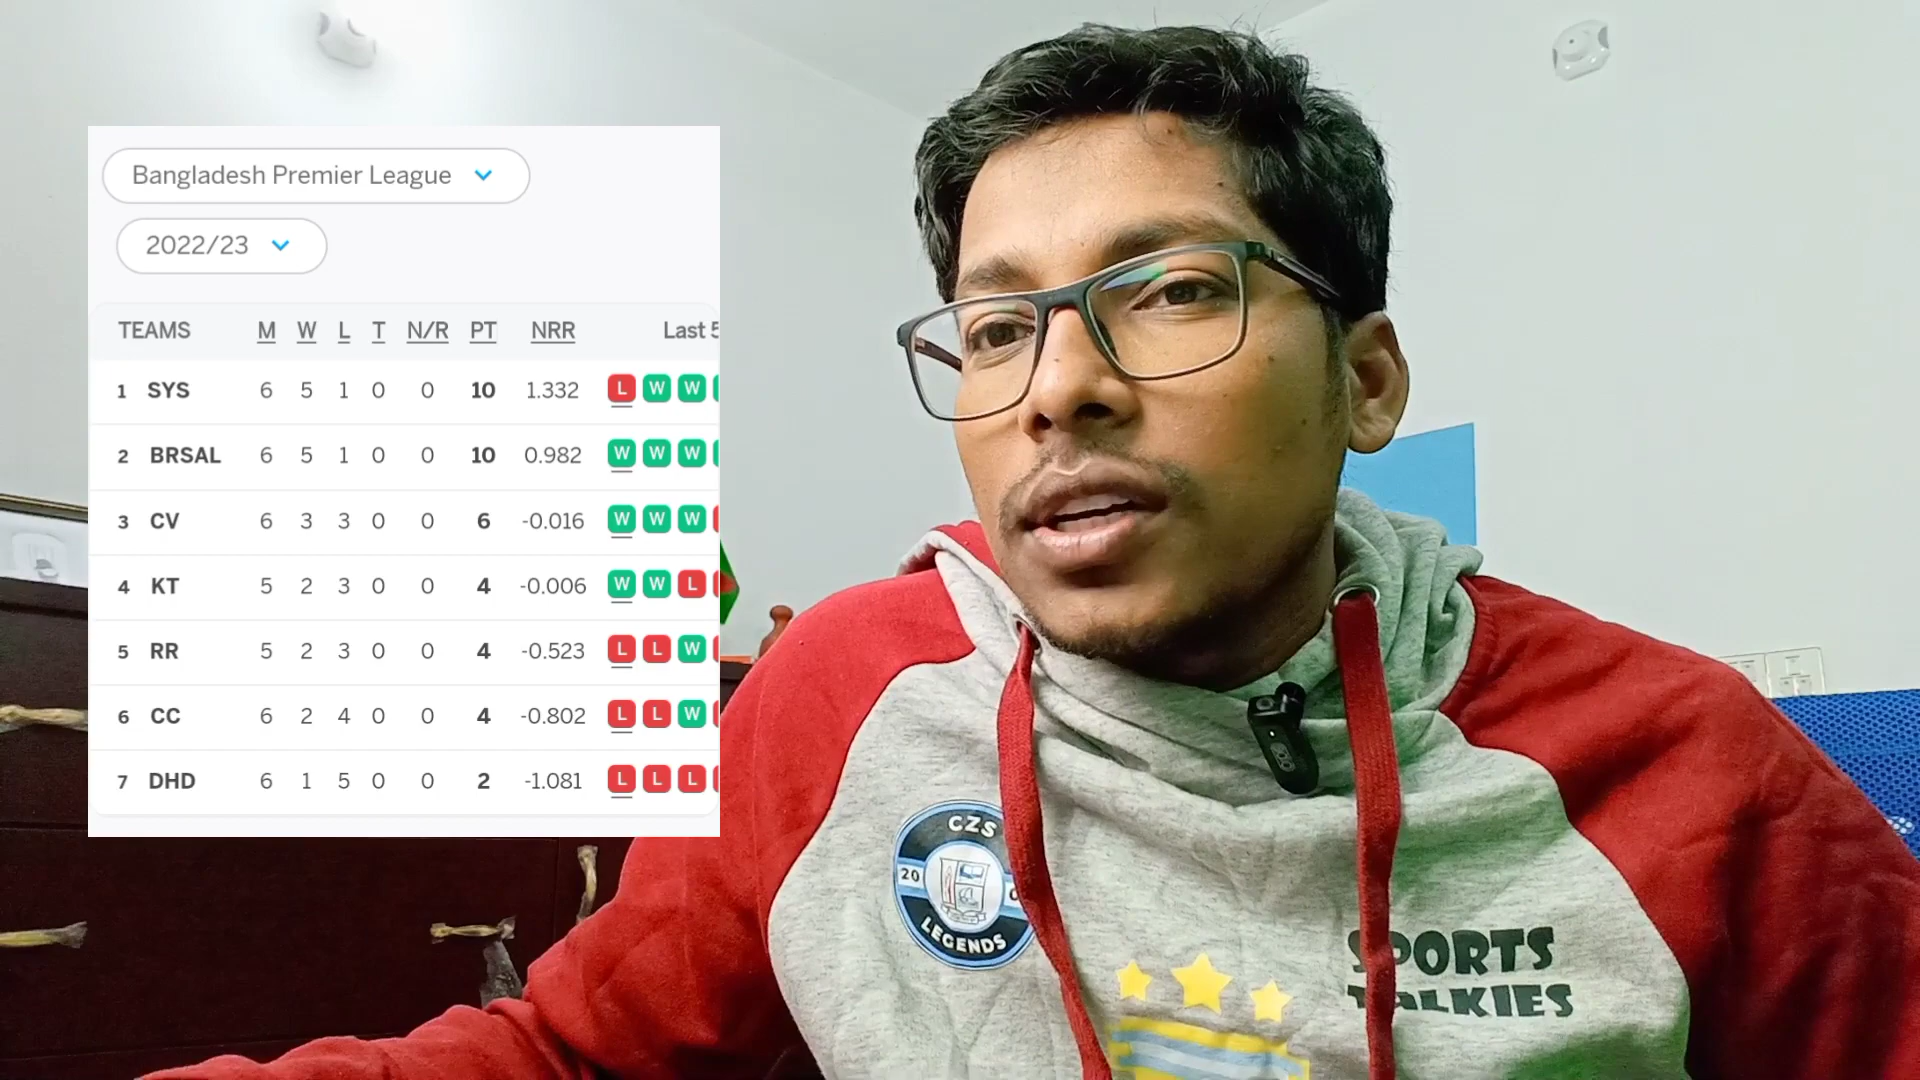 Bangladesh Premier League
2022/23
TEAMS M W L T N/R PT NRR Last 5
1 SYS 6 5 1 0 0 10 1.332 L W W
2 BRSAL 6 5 1 0 0 10 0.982 W W W
3 CV 6 3 3 0 0 6 -0.016 W W W
4 KT 5 2 3 0 0 4 -0.006 W W L
5 RR 5 2 3 0 0 4 -0.523 L L W
6 CC 6 2 4 0 0 4 -0.802 L L W
7 DHD 6 1 5 0 0 2 -1.081 L L L
CZS
20
LEGENDS
SPORTS
TALKIES